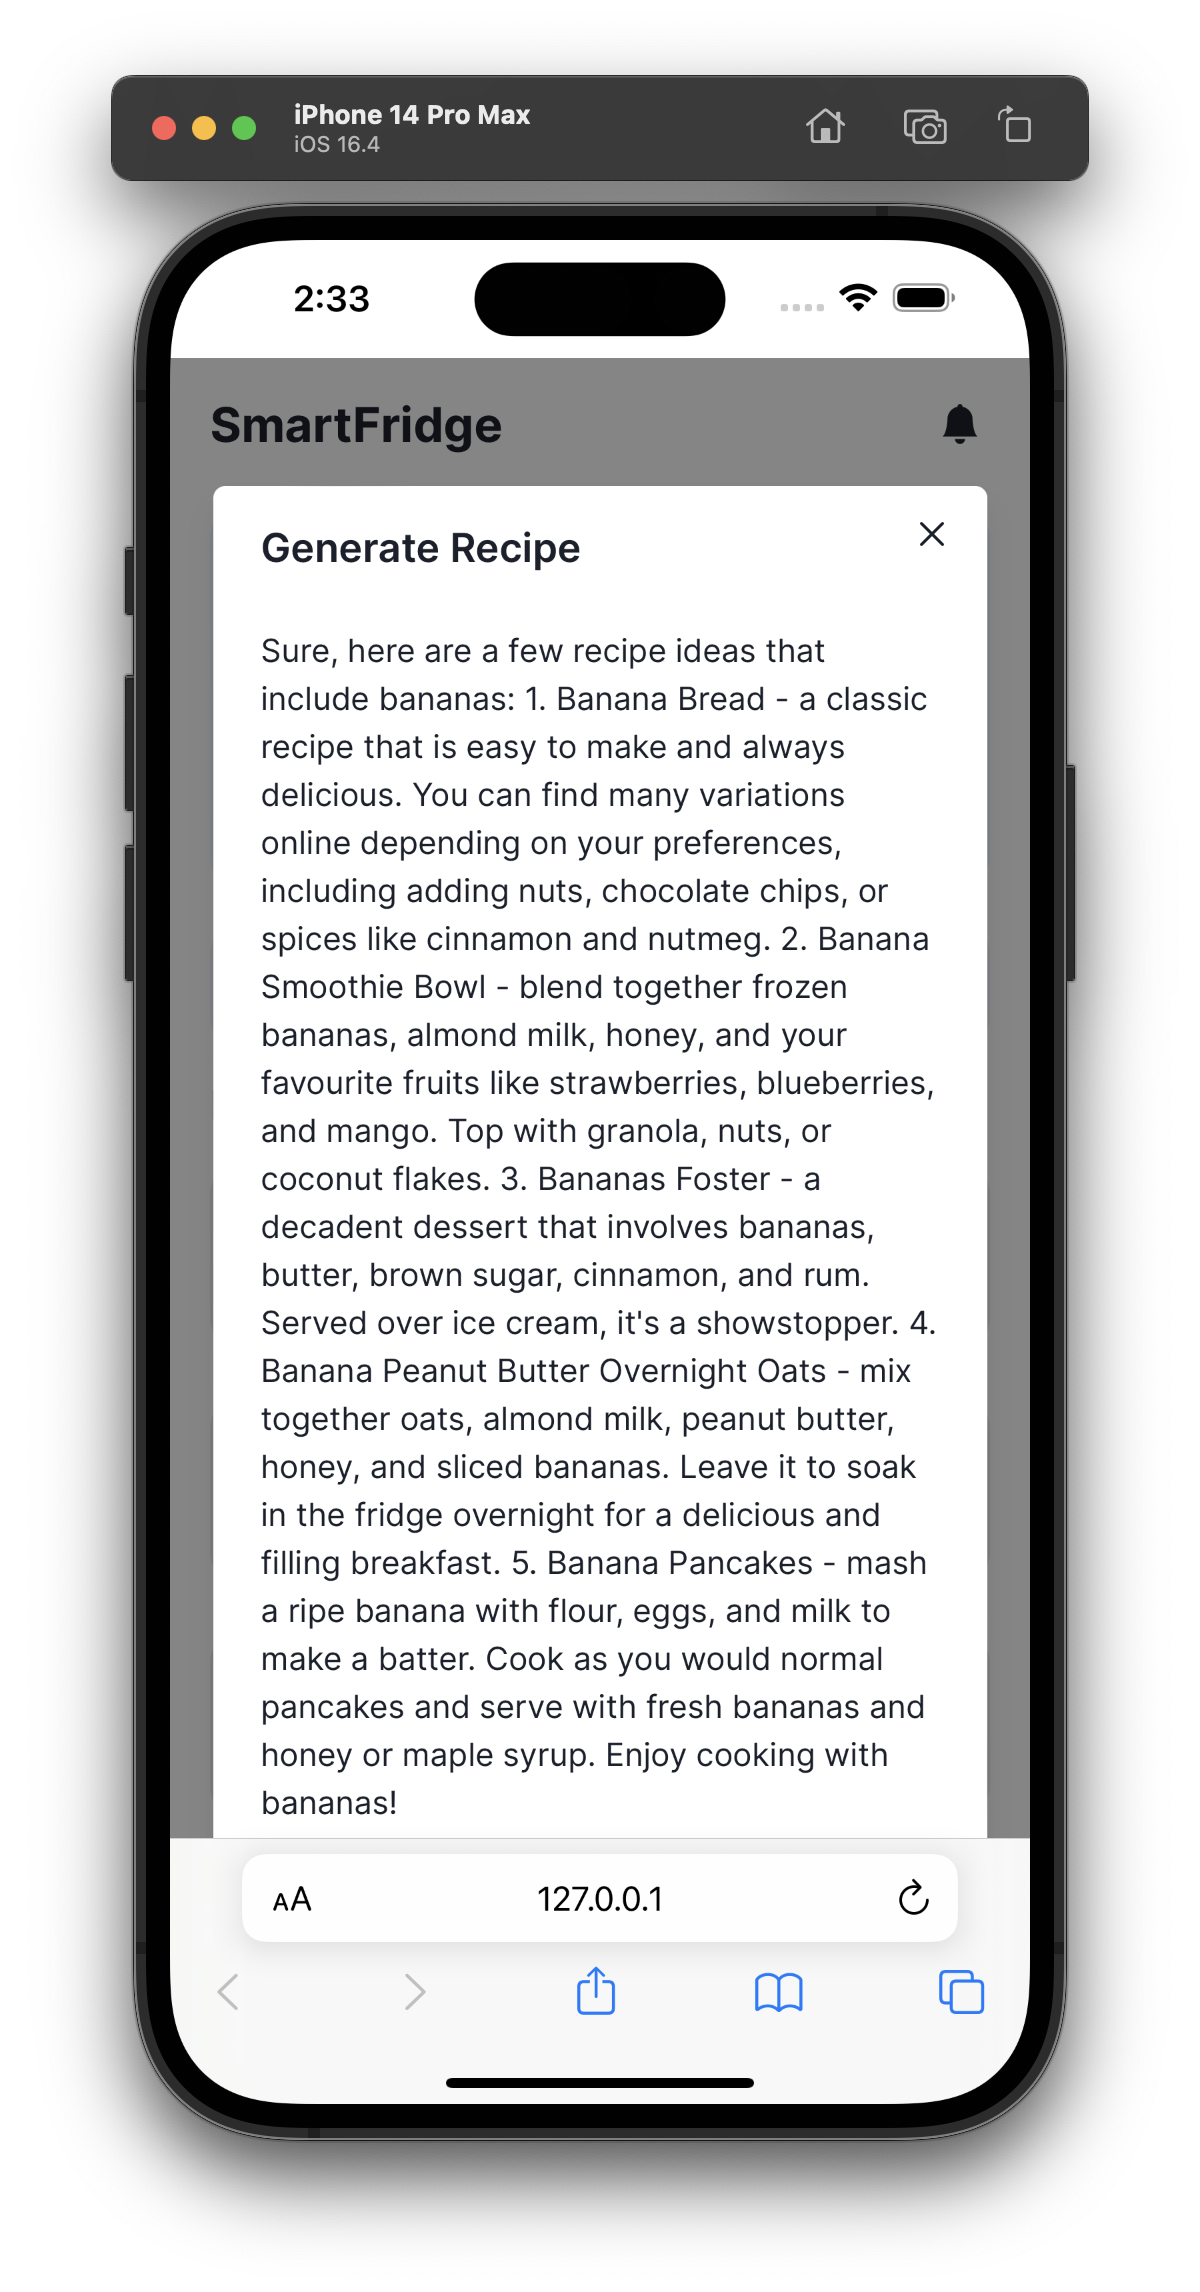 iPhone 14 Pro Max
iOS 16.4
2:33
SmartFridge
Generate Recipe
Sure, here are a few recipe ideas that
include bananas: 1. Banana Bread - a classic
recipe that is easy to make and always
delicious. You can find many variations
online depending on your preferences,
including adding nuts, chocolate chips, or
spices like cinnamon and nutmeg. 2. Banana
Smoothie Bowl - blend together frozen
bananas, almond milk, honey, and your
favourite fruits like strawberries, blueberries,
and mango. Top with granola, nuts, or
coconut flakes. 3. Bananas Foster - a
decadent dessert that involves bananas,
butter, brown sugar, cinnamon, and rum.
Served over ice cream, it's a showstopper. 4.
Banana Peanut Butter Overnight Oats - mix
together oats, almond milk, peanut butter,
honey, and sliced bananas. Leave it to soak
in the fridge overnight for a delicious and
filling breakfast. 5. Banana Pancakes - mash
a ripe banana with flour, eggs, and milk to
make a batter. Cook as you would normal
pancakes and serve with fresh bananas and
honey or maple syrup. Enjoy cooking with
bananas!
AA 127.0.0.1